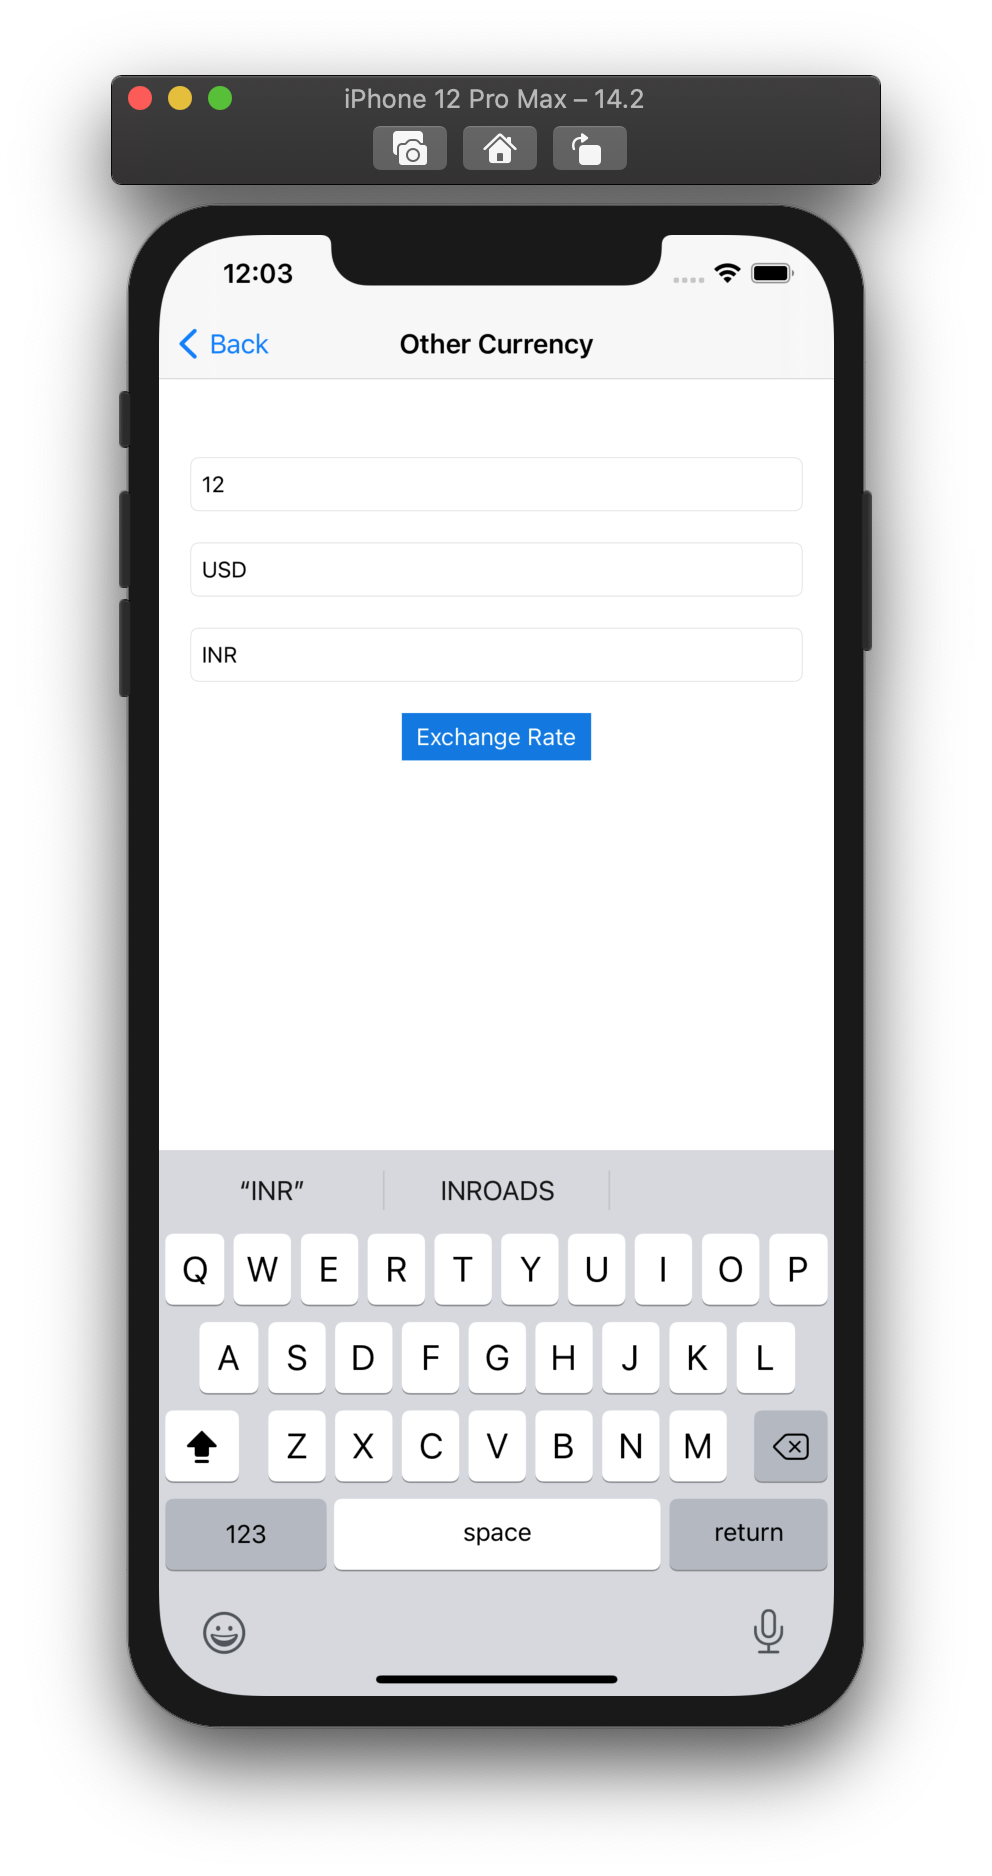 iPhone 12 Pro Max – 14.2
12:03
Back Other Currency
12
USD
INR
Exchange Rate
“INR” INROADS
Q W E R T Y U I O P
A S D F G H J K L
Z X C V B N M
123 space return